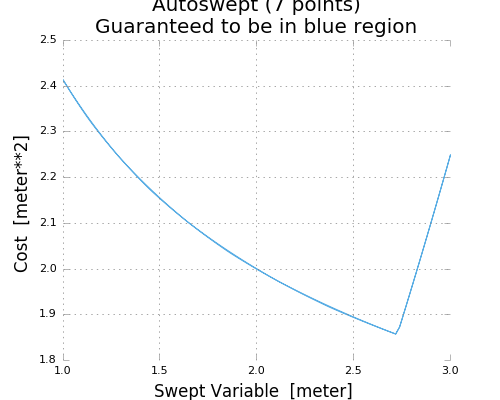 Autoswept (7 points)
Guaranteed to be in blue region
2.5
2.4
2.3
2.2
2.1
2.0
1.9
1.8
Cost [meter**2]
1.0 1.5 2.0 2.5 3.0
Swept Variable [meter]